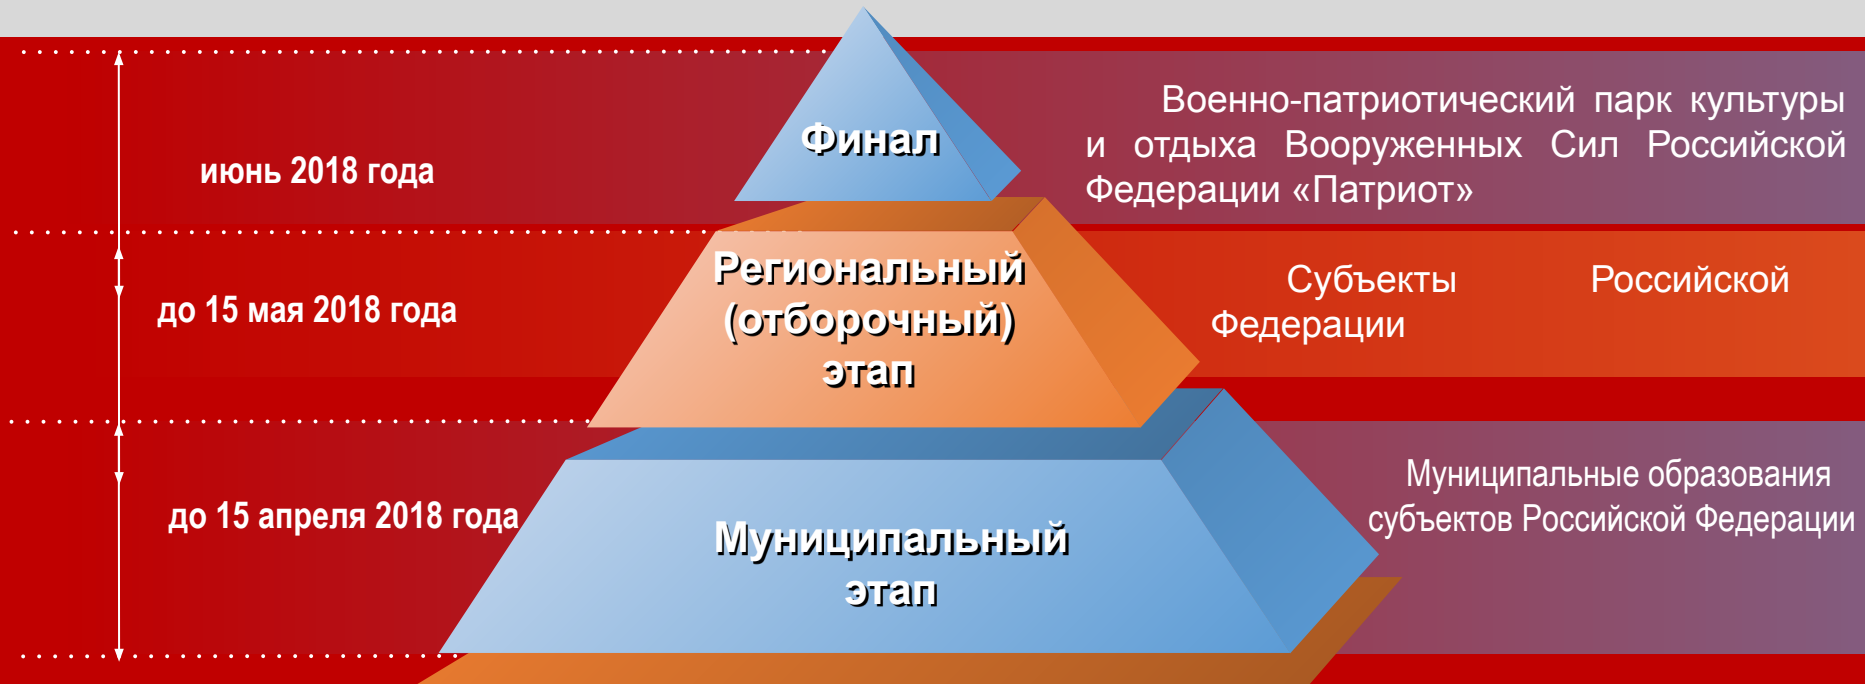 июнь 2018 года
Финал
Военно-патриотический парк культуры
и отдыха Вооруженных Сил Российской
Федерации «Патриот»
до 15 мая 2018 года
Региональный
(отборочный)
этап
Субъекты Российской
Федерации
до 15 апреля 2018 года
Муниципальный
этап
Муниципальные образования
субъектов Российской Федерации